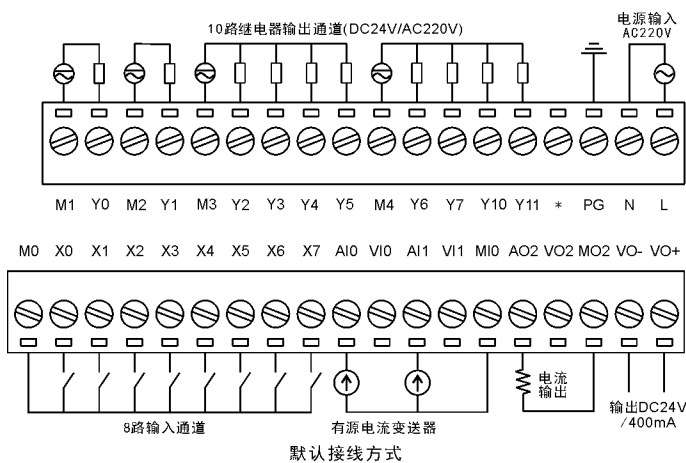 10路继电器输出通道(DC24V/AC220V)
电源输入
AC220V
M1 Y0 M2 Y1 M3 Y2 Y3 Y4 Y5 M4 Y6 Y7 Y10 Y11 * PG N L
M0 X0 X1 X2 X3 X4 X5 X6 X7 AI0 VI0 AI1 VI1 MI0 AO2 VO2 MO2 VO- VO+
电流
输出
8路输入通道
有源电流变送器
输出DC24V
/400mA
默认接线方式